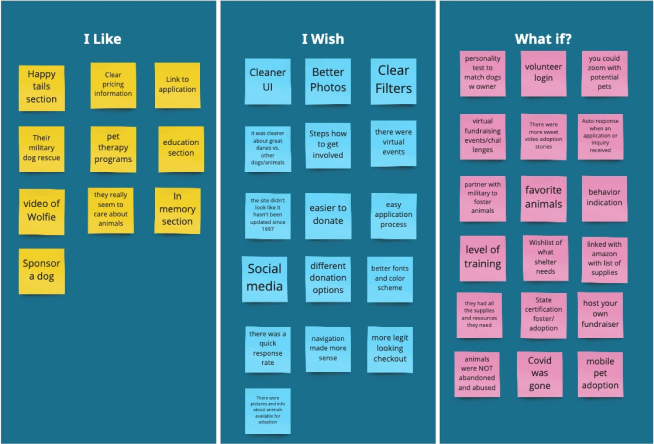 I Like
Happy
tails
section
Clear
pricing
information
Link to
application
Their
military
dog rescue
pet
therapy
programs
education
section
video of
Wolfie
they really
seem to
care about
animals
In
memory
section
Sponsor
a dog
I Wish
Cleaner
UI
Better
Photos
Clear
Filters
it was clearer
about great
danes vs.
other
dogs/animals
Steps how
to get
involved
there were
virtual
events
the site didn't
look like it
hasn't been
updated since
1987
easier to
donate
easy
application
process
Social
media
different
donation
options
better fonts
and color
scheme
there was a
quick
response
rate
navigation
made more
sense
more legit
looking
checkout
There were
pictures and info
about animals
available for
adoption
What if?
personality
test to
match dogs
w owner
volunteer
login
you could
zoom with
potential
pets
virtual
fundraising
events/chal
lenges
There were
more sweet
video adoption
stories
Auto-response
when an
application or
inquiry
received
partner with
military to
foster
animals
favorite
animals
behavior
indication
level of
training
Wishlist of
what
shelter
needs
linked with
amazon
with list of
supplies
they had all
the supplies
and resources
they need
State
certification
foster/
adoption
host your
own
fundraiser
animals
were NOT
abandoned
and abused
Covid
was
gone
mobile
pet
adoption